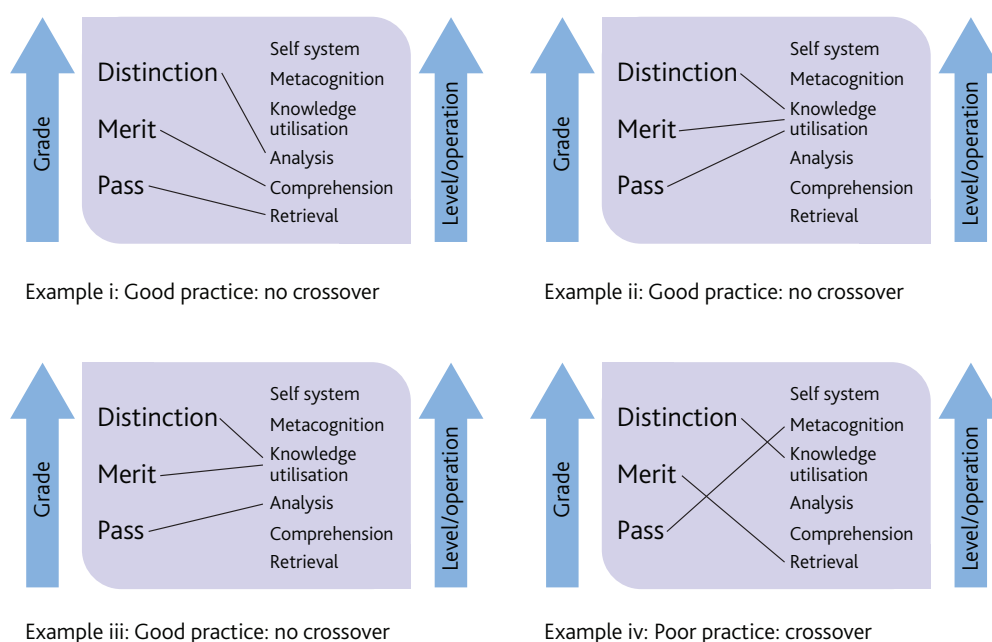 Grade
Distinction
Merit
Pass
Self system
Metacognition
Knowledge
utilisation
Analysis
Comprehension
Retrieval
Level/operation
Example i: Good practice: no crossover
Grade
Distinction
Merit
Pass
Self system
Metacognition
Knowledge
utilisation
Analysis
Comprehension
Retrieval
Level/operation
Example ii: Good practice: no crossover
Grade
Distinction
Merit
Pass
Self system
Metacognition
Knowledge
utilisation
Analysis
Comprehension
Retrieval
Level/operation
Example iii: Good practice: no crossover
Grade
Distinction
Merit
Pass
Self system
Metacognition
Knowledge
utilisation
Analysis
Comprehension
Retrieval
Level/operation
Example iv: Poor practice: crossover